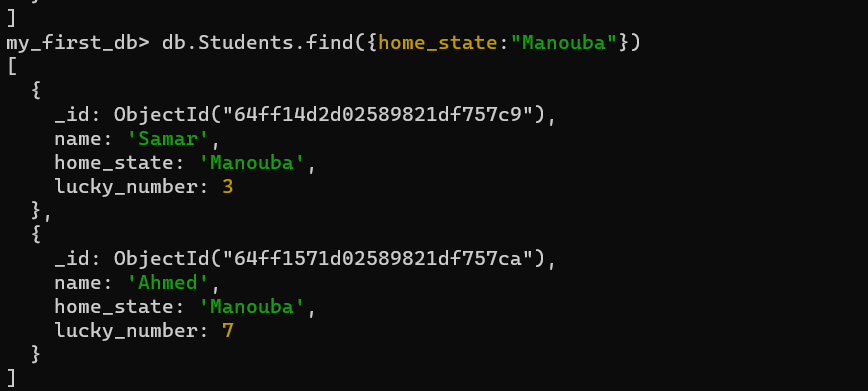 ]
my_first_db> db.Students.find({home_state:"Manouba"})
[
  {
    _id: ObjectId("64ff14d2d02589821df757c9"),
    name: 'Samar',
    home_state: 'Manouba',
    lucky_number: 3
  },
  {
    _id: ObjectId("64ff1571d02589821df757ca"),
    name: 'Ahmed',
    home_state: 'Manouba',
    lucky_number: 7
  }
]